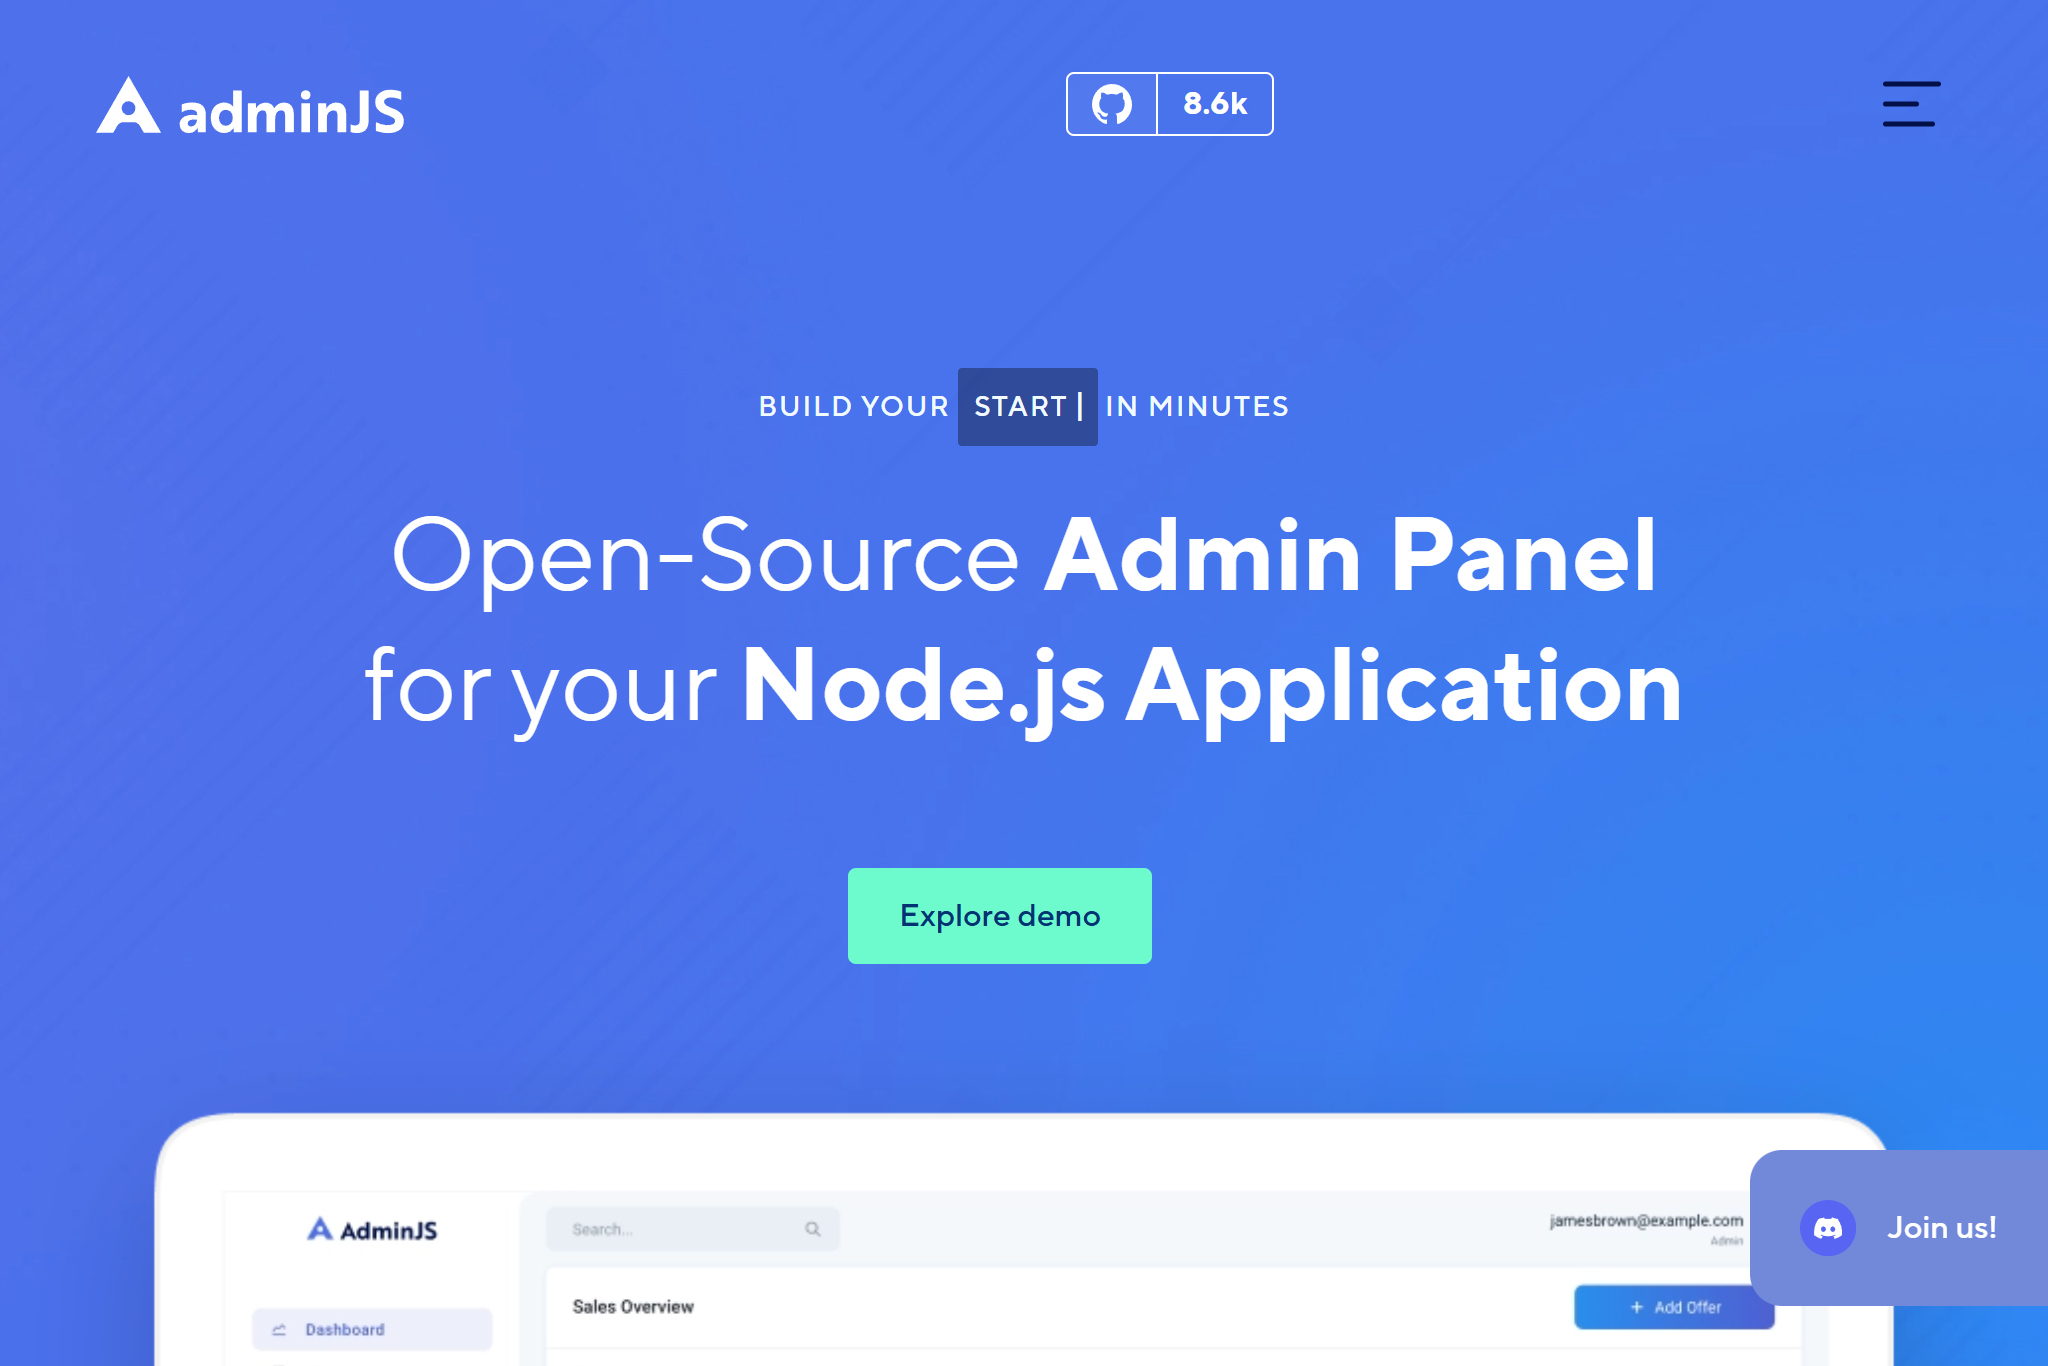 adminJS
8.6k
BUILD YOUR START| IN MINUTES
Open-Source Admin Panel
for your Node.js Application
Explore demo
AdminJS
Search...
jamesbrown@example.com
Admin
Join us!
Sales Overview
+ Add Offer
Dashboard